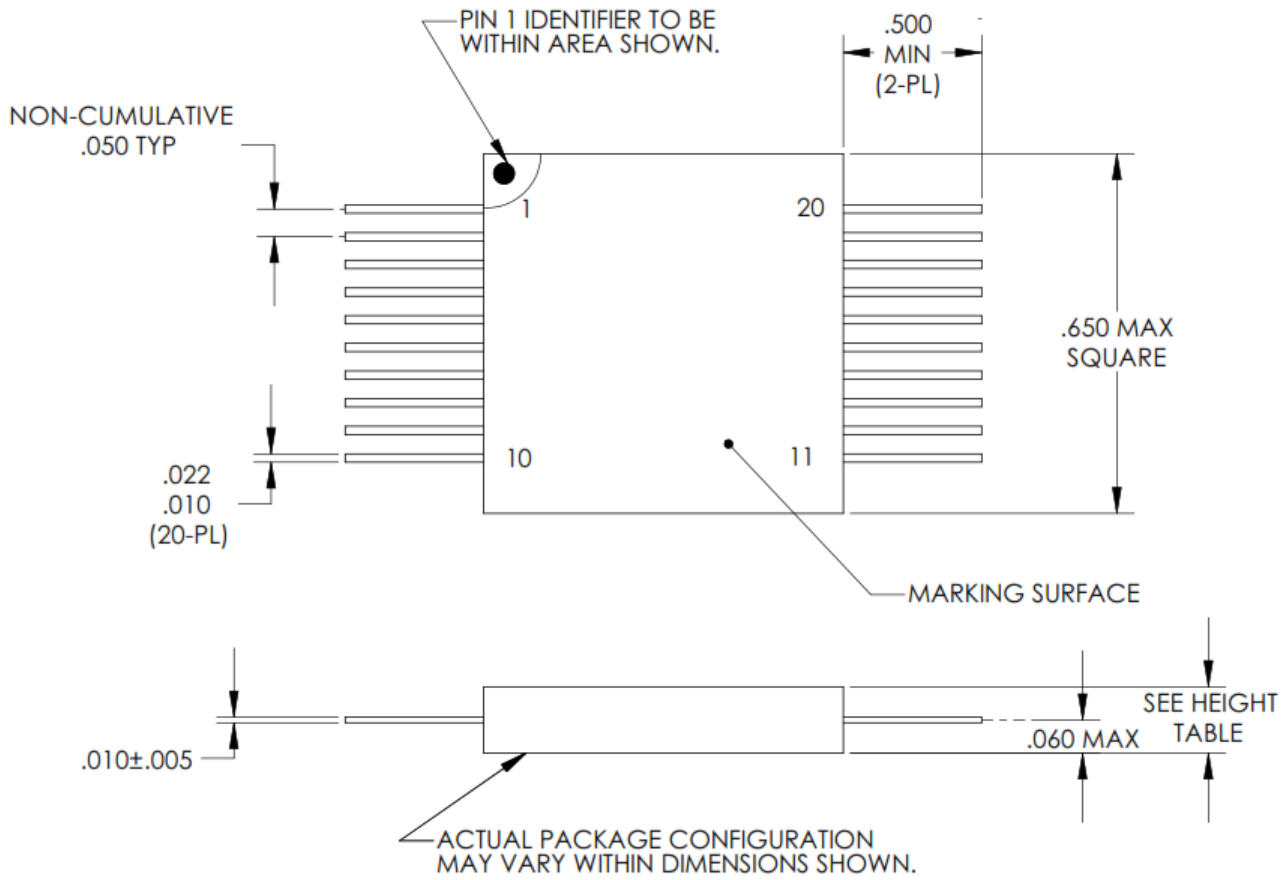 PIN 1 IDENTIFIER TO BE
WITHIN AREA SHOWN.
.500
MIN
(2-PL)
NON-CUMULATIVE
.050 TYP
1
20
.650 MAX
SQUARE
10
11
.022
.010
(20-PL)
MARKING SURFACE
SEE HEIGHT
TABLE
.060 MAX
.010±.005
ACTUAL PACKAGE CONFIGURATION
MAY VARY WITHIN DIMENSIONS SHOWN.